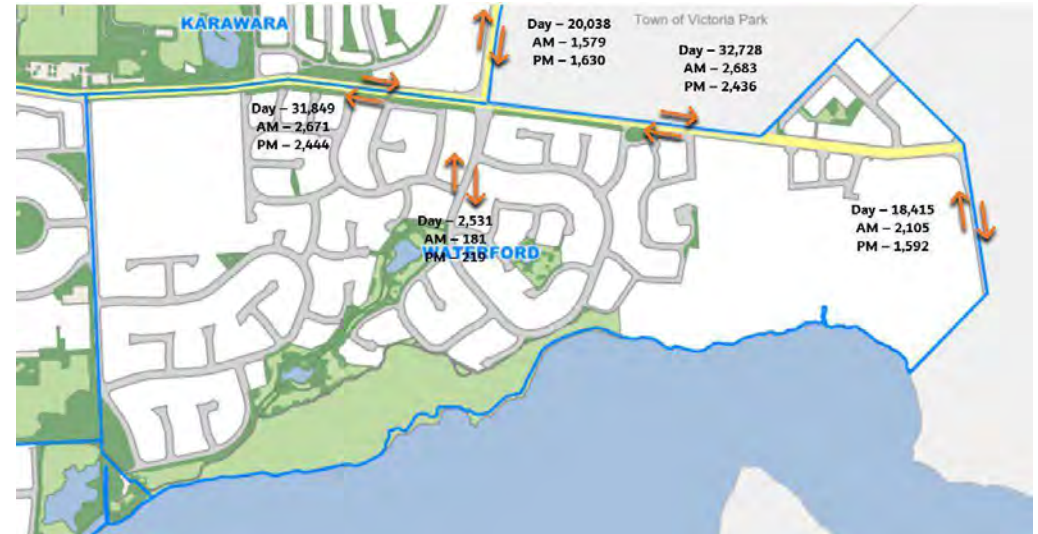 KARAWARA
Town of Victoria Park
Day – 20,038
AM – 1,579
PM – 1,630
Day – 32,728
AM – 2,683
PM – 2,436
Day – 31,849
AM – 2,671
PM – 2,444
Day – 2,531
AM – 181
PM – 219
WATERFORD
Day – 18,415
AM – 2,105
PM – 1,592